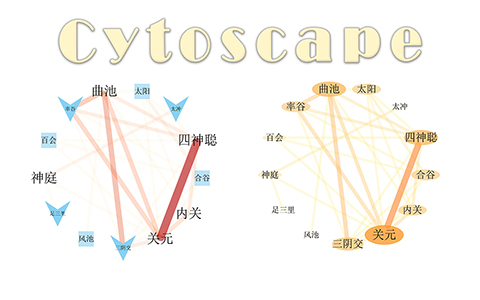 Cytoscape
曲池
太阳
率谷
太冲
百会
四神聪
神庭
合谷
足三里
内关
风池
关元
三阴交
曲池
太阳
率谷
太冲
百会
四神聪
神庭
合谷
足三里
内关
风池
关元
三阴交